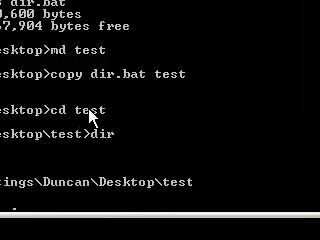 dir.bat
,600 bytes
7,904 bytes free
esktop>md test
esktop>copy dir.bat test
esktop>cd test
esktop\test>dir
tings\Duncan\Desktop\test
.